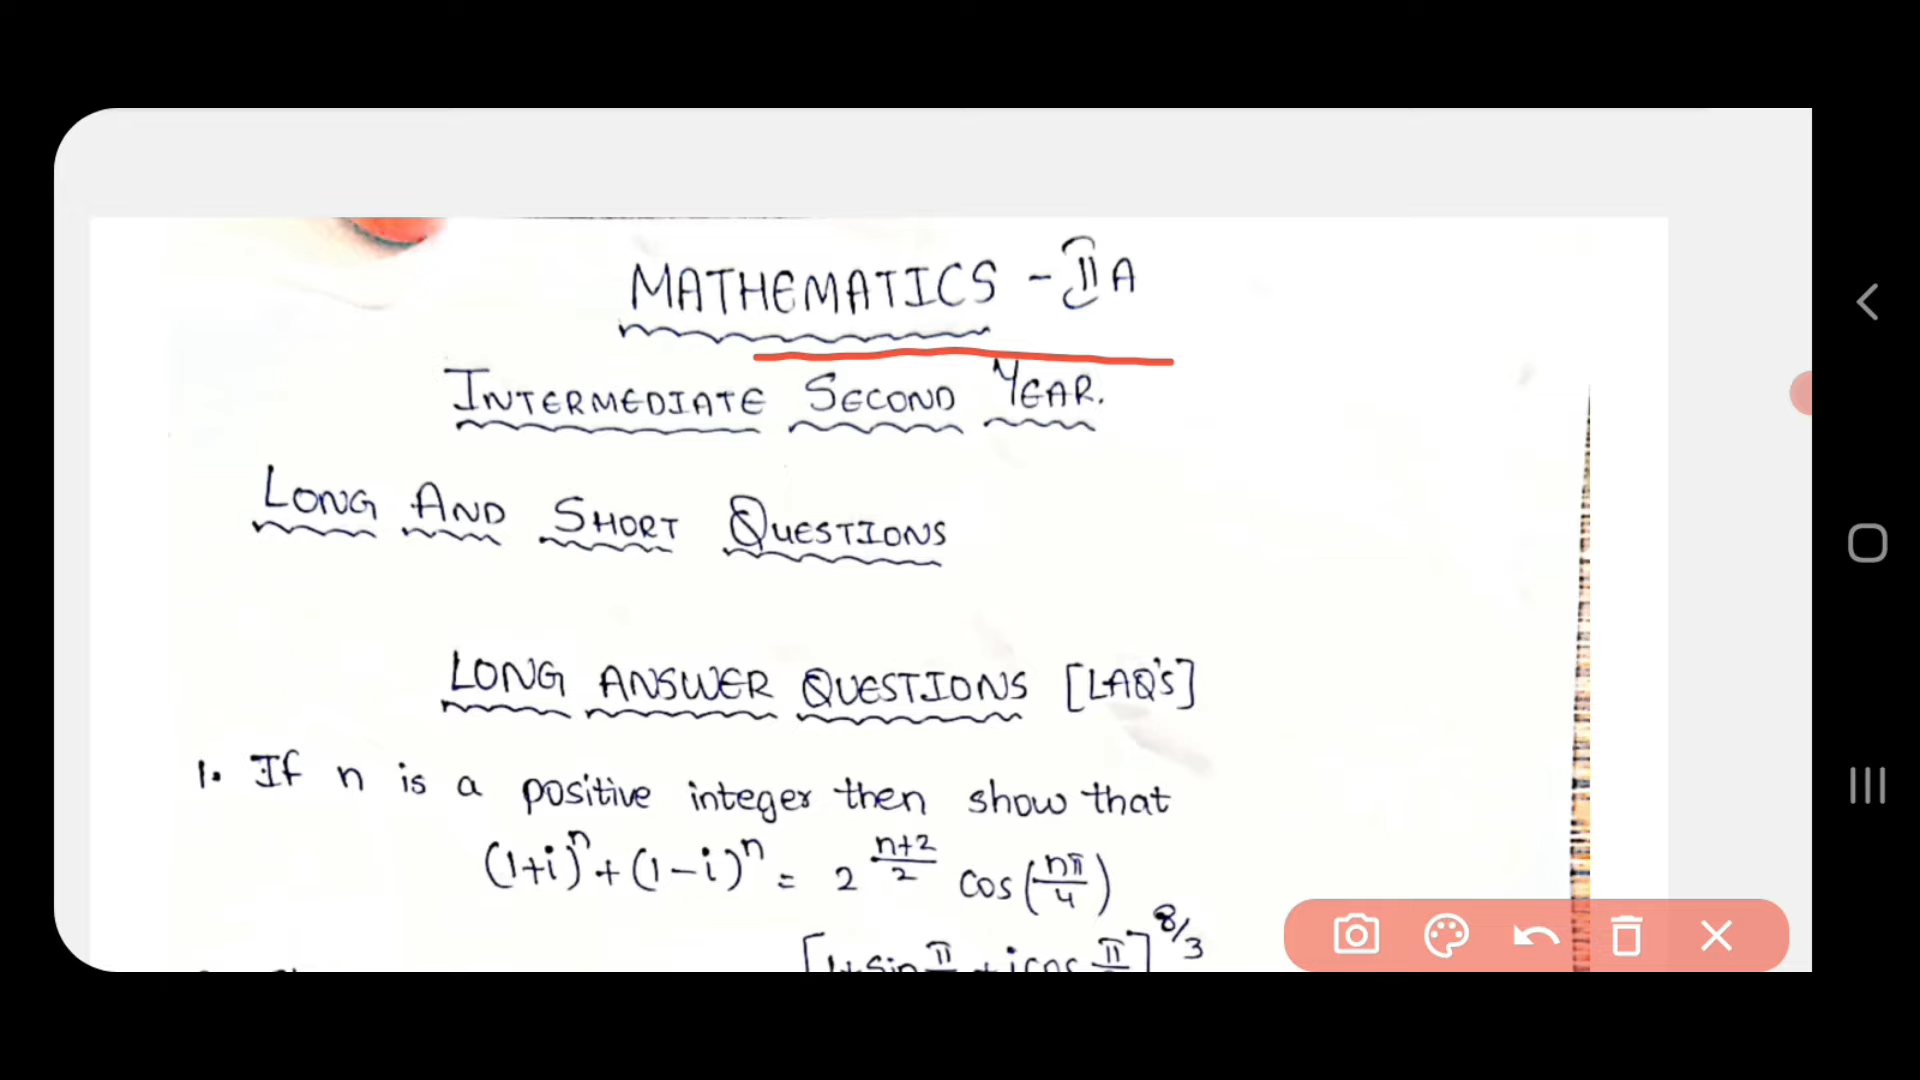 MATHEMATICS - II A
INTERMEDIATE SECOND YEAR.
LONG AND SHORT QUESTIONS
LONG ANSWER QUESTIONS [LAQ'S]
1. If n is a positive integer then show that
(1+i)^n + (1-i)^n = 2^((n+2)/2) cos(nπ/4)